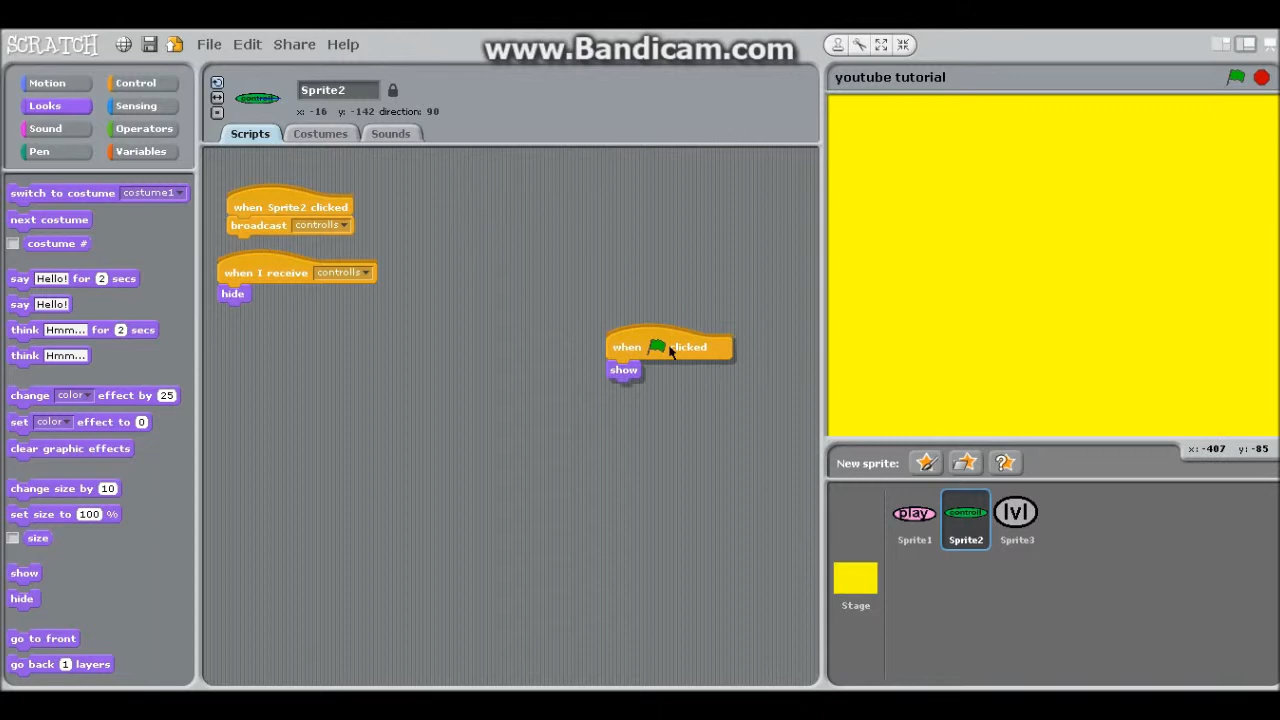 SCRATCH
File Edit Share Help
www.Bandicam.com
Motion Control
Looks Sensing
Sound Operators
Pen Variables
switch to costume costume1
next costume
costume #
say Hello! for 2 secs
say Hello!
think Hmm... for 2 secs
think Hmm...
change color effect by 25
set color effect to 0
clear graphic effects
change size by 10
set size to 100 %
size
show
hide
go to front
go back 1 layers
Sprite2
x: -16 y: -142 direction: 90
Scripts Costumes Sounds
when Sprite2 clicked
broadcast controlls
when I receive controlls
hide
when clicked
show
youtube tutorial
x: -407 y: -85
New sprite:
play
Sprite1
controll
Sprite2
lvl
Sprite3
Stage